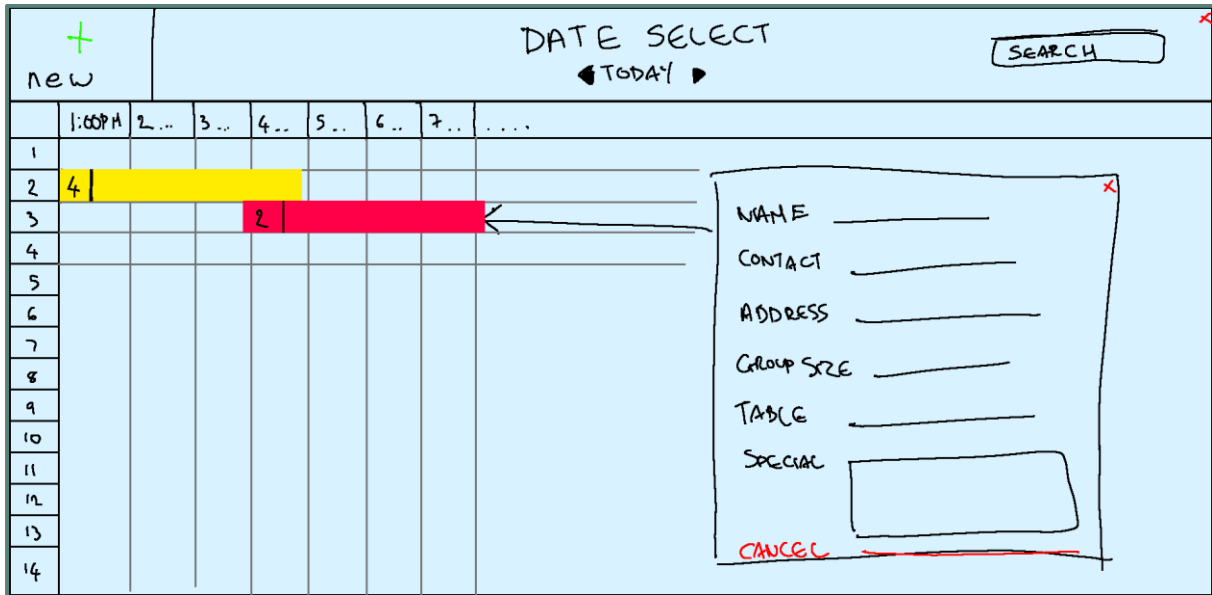 +
new
DATE SELECT
TODAY
SEARCH
x
1:00PM 2... 3... 4.. 5.. 6.. 7.. ....
1
2 4
3 2
4
5
6
7
8
9
10
11
12
13
14
x
NAME
CONTACT
ADDRESS
GROUP SIZE
TABLE
SPECIAL
CANCEL